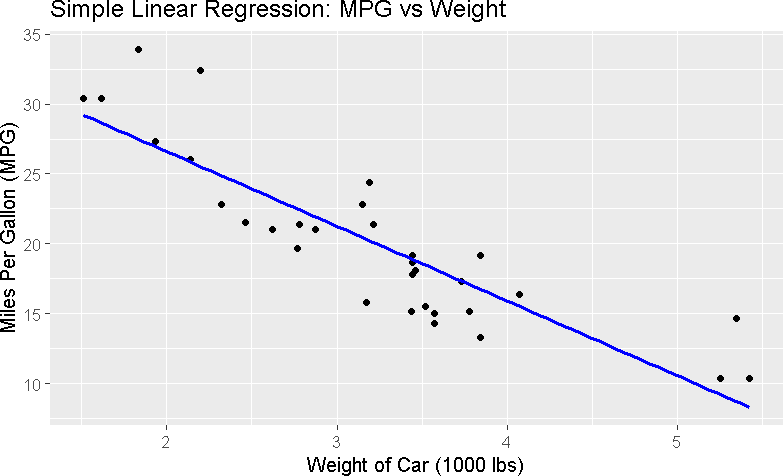 Simple Linear Regression: MPG vs Weight
35
30
25
20
15
10
Miles Per Gallon (MPG)
2 3 4 5
Weight of Car (1000 lbs)